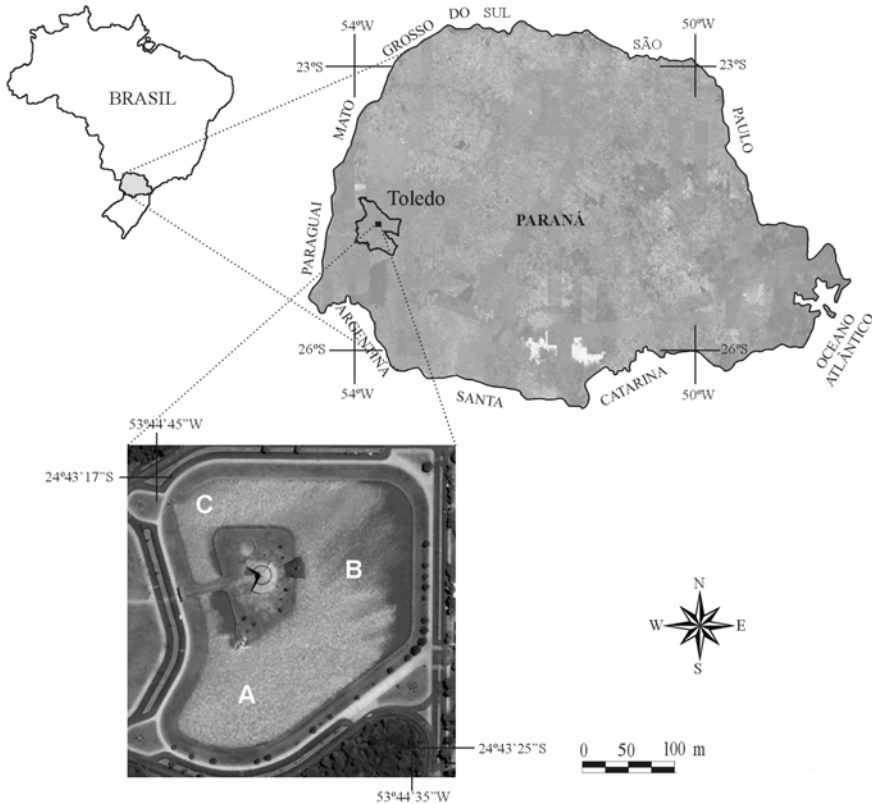 BRASIL
54ºW
50ºW
GROSSO
DO SUL
SÃO
23ºS
23ºS
MATO
PAULO
Toledo
PARANÁ
PARAGUAI
ARGENTINA
OCEANO
ATLÂNTICO
26ºS
26ºS
54ºW
SANTA
CATARINA
50ºW
53º44'45"W
24º43'17"S
C
B
A
N
W
E
S
24º43'25"S
0 50 100 m
53º44'35"W